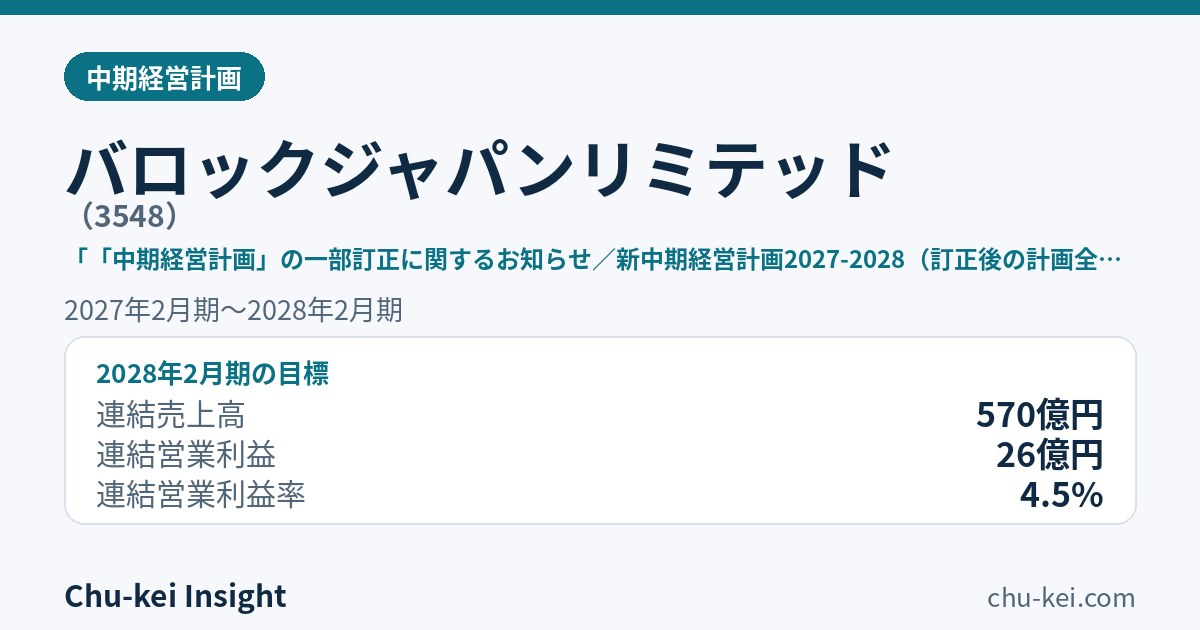 中期経営計画
バロックジャパンリミテッド
（3548）
「「中期経営計画」の一部訂正に関するお知らせ／新中期経営計画2027-2028（訂正後の計画全…
2027年2月期～2028年2月期
2028年2月期の目標
連結売上高 570億円
連結営業利益 26億円
連結営業利益率 4.5%
Chu-kei Insight
chu-kei.com